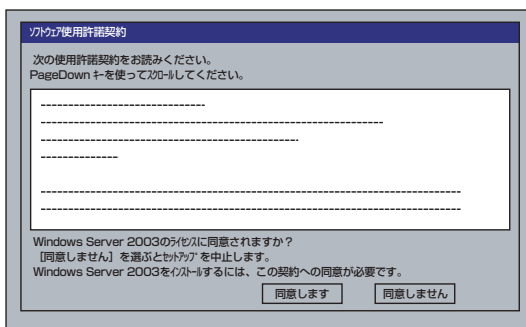 ｿﾌﾄｳｪｱ使用許諾契約
次の使用許諾契約をお読みください。
PageDown ｷｰを使ってｽｸﾛｰﾙしてください。
Windows Server 2003のﾗｲｾﾝｽに同意されますか？
［同意しません］を選ぶとｾｯﾄｱｯﾌﾟを中止します。
Windows Server 2003をｲﾝｽﾄｰﾙするには、この契約への同意が必要です。
同意します 同意しません